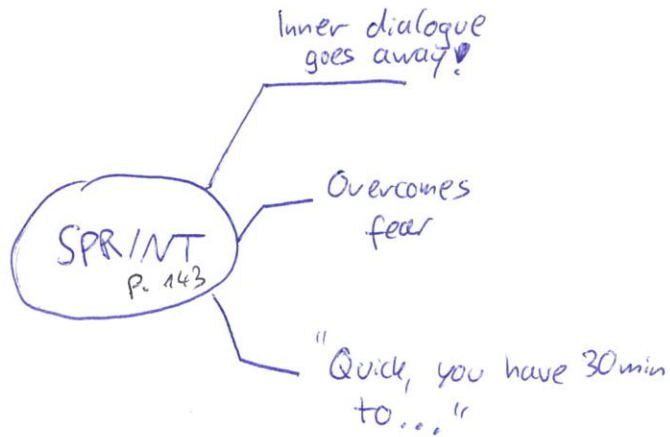 Inner dialogue
goes away!
SPRINT
p. 143
Overcomes
fear
"Quick, you have 30min
to..."